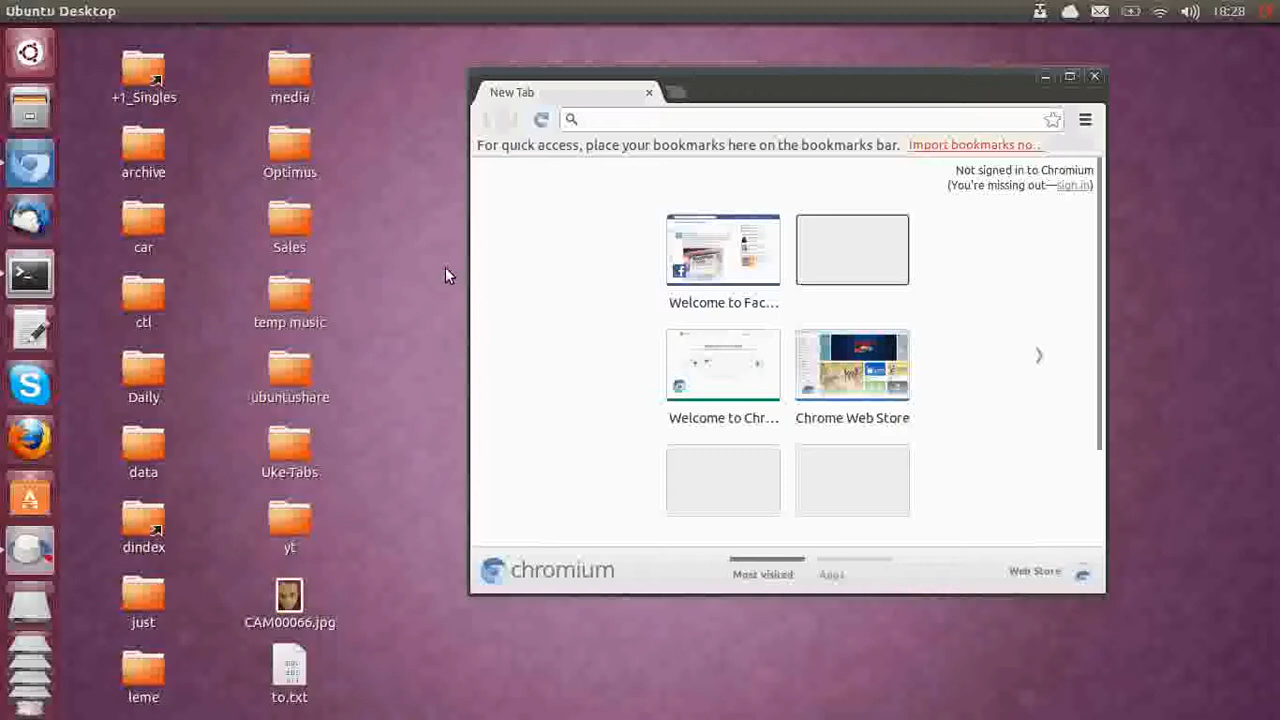 Ubuntu Desktop
18:28
+1_Singles
media
archive
Optimus
car
Sales
ctl
temp music
Daily
ubuntushare
data
Uke-Tabs
dindex
yt
just
CAM00066.jpg
leme
to.txt
New Tab
For quick access, place your bookmarks here on the bookmarks bar. Import bookmarks no...
Not signed in to Chromium
(You're missing out—sign in)
Welcome to Fac...
Welcome to Chr...
Chrome Web Store
chromium
Most visited
Apps
Web Store